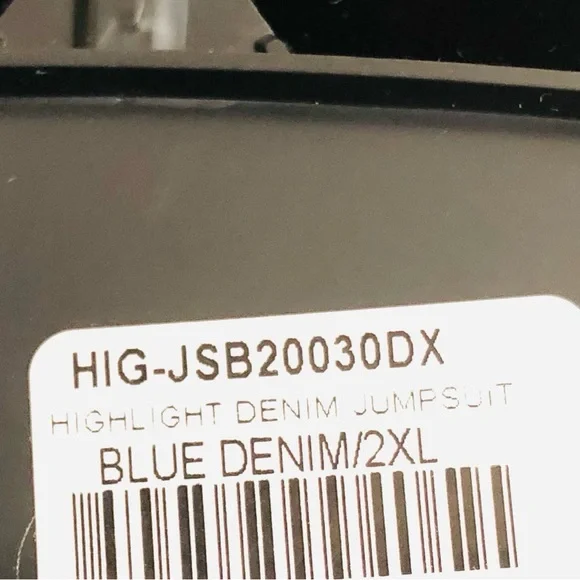 HIG-JSB20030DX
HIGHLIGHT DENIM JUMPSUIT
BLUE DENIM/2XL